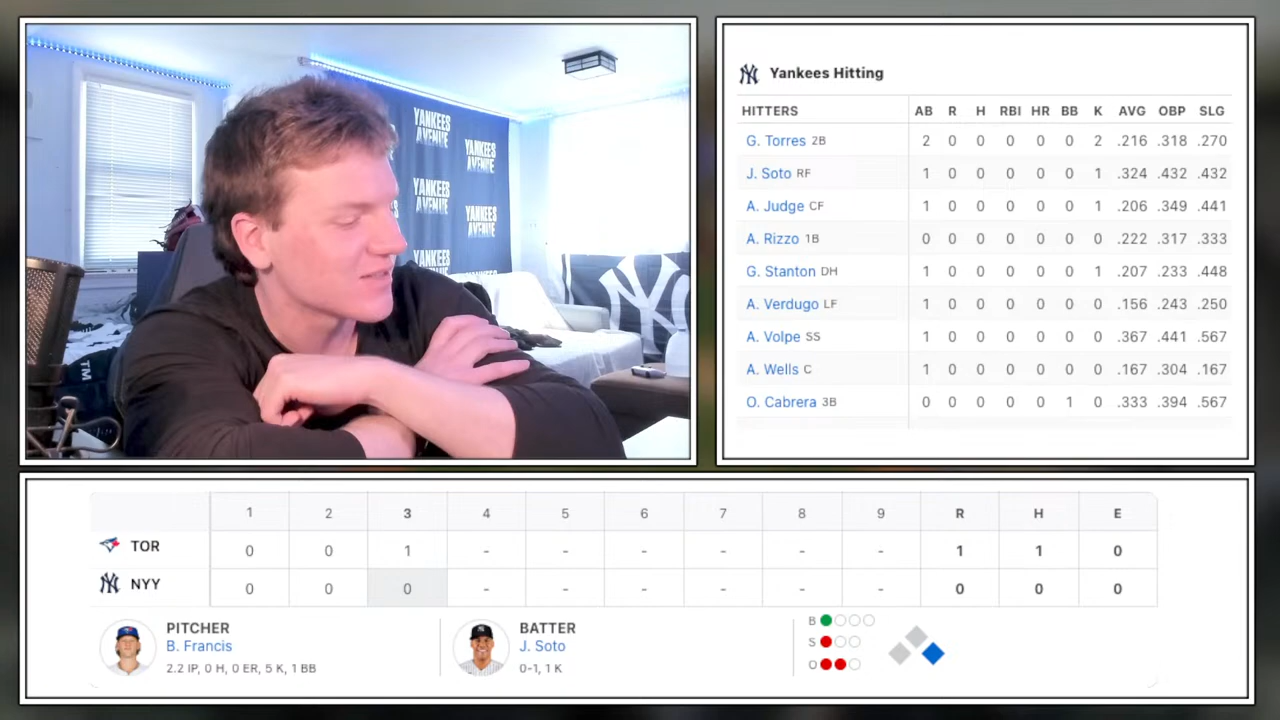 YANKEES
AVENUE
YANKEES
AVENUE
YANKEES
AVENUE
YANKEES
AVENUE
YANKEES
TM
Yankees Hitting
HITTERS AB R H RBI HR BB K AVG OBP SLG
G. Torres 2B 2 0 0 0 0 0 2 .216 .318 .270
J. Soto RF 1 0 0 0 0 0 1 .324 .432 .432
A. Judge CF 1 0 0 0 0 0 1 .206 .349 .441
A. Rizzo 1B 0 0 0 0 0 0 0 .222 .317 .333
G. Stanton DH 1 0 0 0 0 0 1 .207 .233 .448
A. Verdugo LF 1 0 0 0 0 0 0 .156 .243 .250
A. Volpe SS 1 0 0 0 0 0 0 .367 .441 .567
A. Wells C 1 0 0 0 0 0 0 .167 .304 .167
O. Cabrera 3B 0 0 0 0 0 1 0 .333 .394 .567
1 2 3 4 5 6 7 8 9 R H E
TOR 0 0 1 - - - - - - 1 1 0
NYY 0 0 0 - - - - - - 0 0 0
PITCHER
B. Francis
2.2 IP, 0 H, 0 ER, 5 K, 1 BB
BATTER
J. Soto
0-1, 1 K
B
S
O